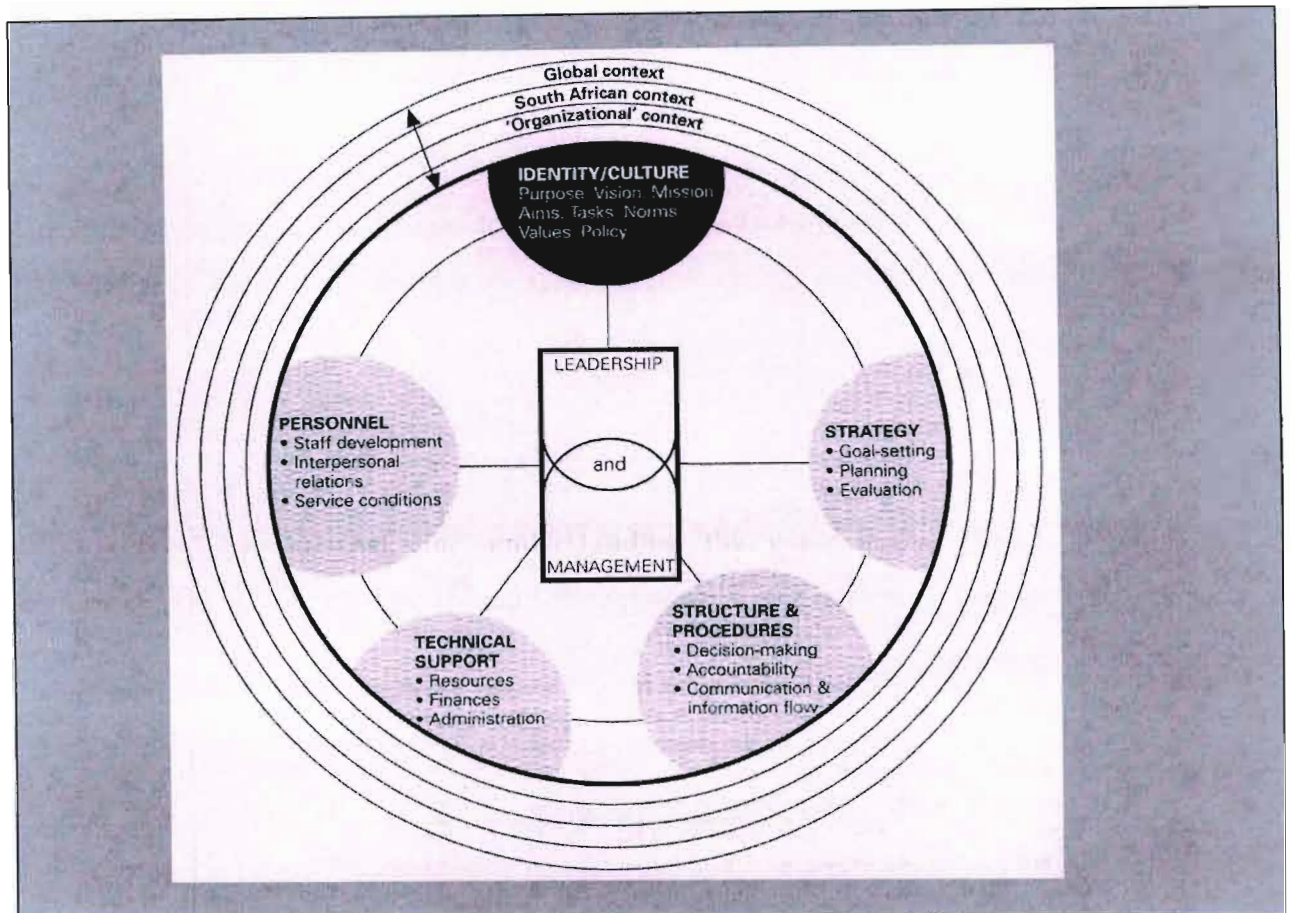 Global context
South African context
'Organizational' context
IDENTITY/CULTURE
Purpose Vision, Mission
Aims, Tasks Norms
Values Policy
LEADERSHIP
and
MANAGEMENT
PERSONNEL
• Staff development
• Interpersonal
relations
• Service conditions
STRATEGY
• Goal-setting
• Planning
• Evaluation
TECHNICAL
SUPPORT
• Resources
• Finances
• Administration
STRUCTURE &
PROCEDURES
• Decision-making
• Accountability
• Communication &
information flow